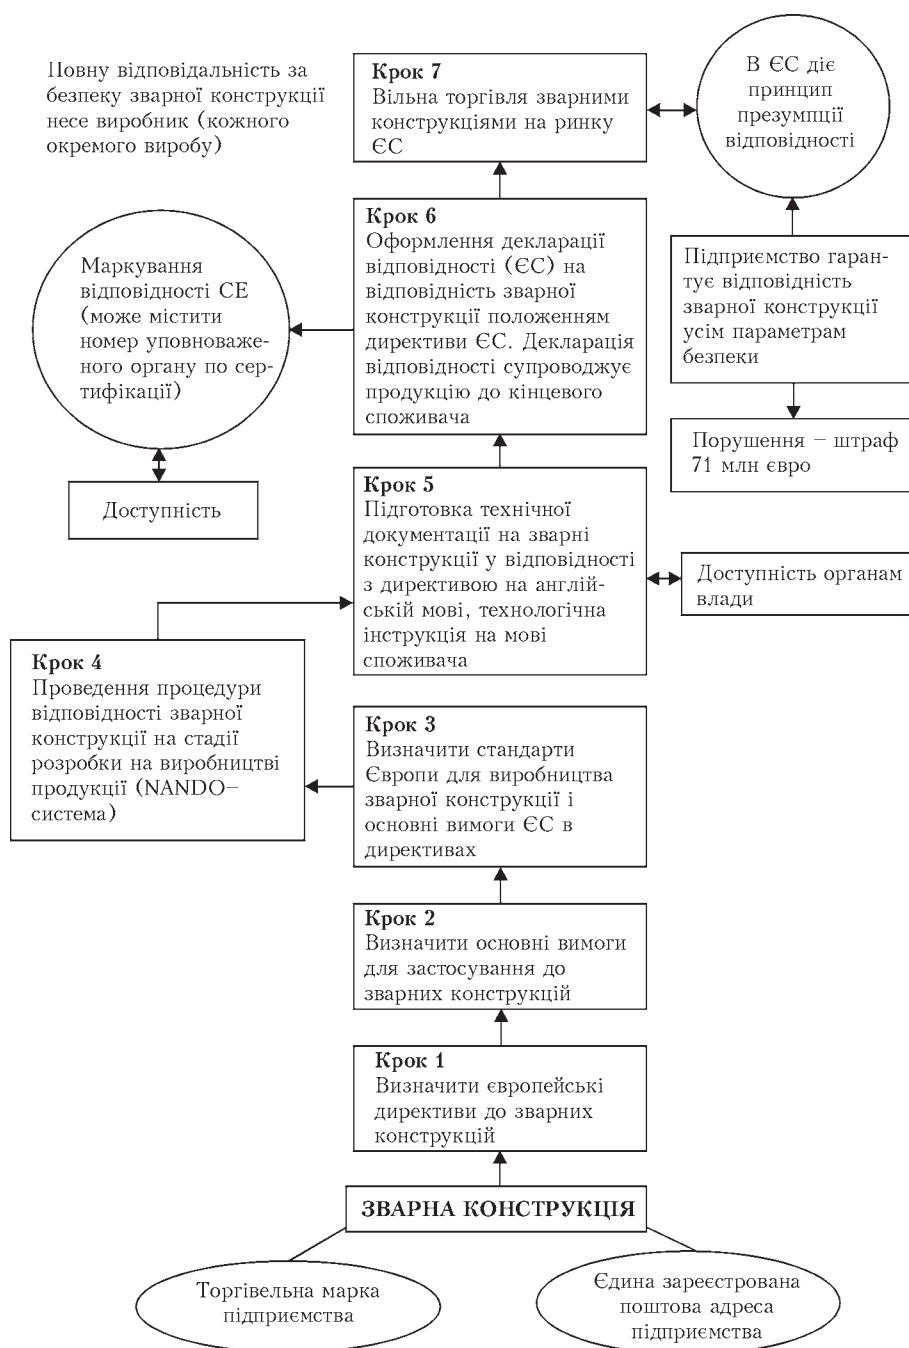 Повну відповідальність за
безпеку зварної конструкції
несе виробник (кожного
окремого виробу)
Крок 7
Вільна торгівля зварними
конструкціями на ринку
ЄС
В ЄС діє
принцип
презумпції
відповідності
Крок 6
Оформлення декларації
відповідності (ЄС) на
відповідність зварної
конструкції положенням
директиви ЄС. Декларація
відповідності супроводжує
продукцію до кінцевого
споживача
Маркування
відповідності CE
(може містити
номер уповноваже-
ного органу по сер-
тифікації)
Підприємство гаран-
тує відповідність
зварної конструкції
усім параметрам
безпеки
Порушення – штраф
71 млн євро
Доступність
Крок 5
Підготовка технічної
документації на зварні
конструкції у відповідності
з директивою на англій-
ській мові, технологічна
інструкція на мові
споживача
Доступність органам
влади
Крок 4
Проведення процедури
відповідності зварної
конструкції на стадії
розробки на виробництві
продукції (NANDO–
система)
Крок 3
Визначити стандарти
Європи для виробництва
зварної конструкції і
основні вимоги ЄС в
директивах
Крок 2
Визначити основні вимоги
для застосування до
зварних конструкцій
Крок 1
Визначити європейські
директиви до зварних
конструкцій
ЗВАРНА КОНСТРУКЦІЯ
Торгівельна марка
підприємства
Єдина зареєстрована
поштова адреса
підприємства